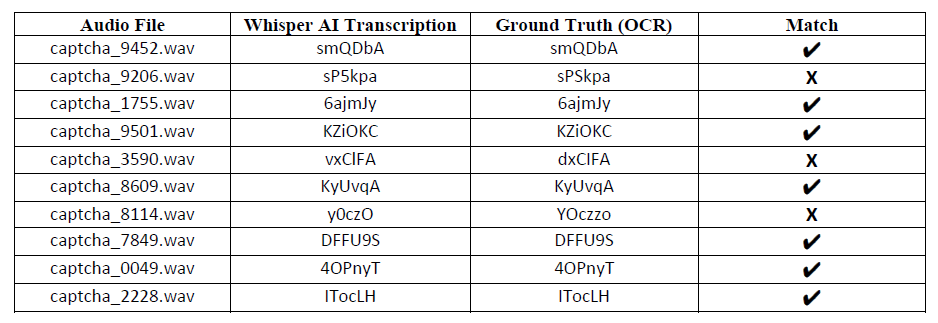 Audio File Whisper AI Transcription Ground Truth (OCR) Match
captcha_9452.wav smQDbA smQDbA ✔
captcha_9206.wav sP5kpa sPSkpa X
captcha_1755.wav 6ajmJy 6ajmJy ✔
captcha_9501.wav KZiOKC KZiOKC ✔
captcha_3590.wav vxClFA dxCIFA X
captcha_8609.wav KyUvqA KyUvqA ✔
captcha_8114.wav y0czO YOczzo X
captcha_7849.wav DFFU9S DFFU9S ✔
captcha_0049.wav 4OPnyT 4OPnyT ✔
captcha_2228.wav ITocLH ITocLH ✔